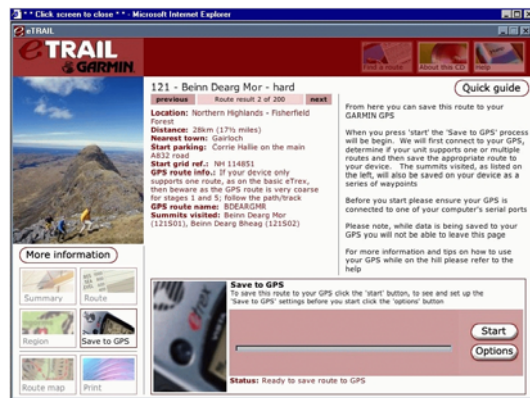 * * Click screen to close * * - Microsoft Internet Explorer
eTRAIL
eTRAIL
GARMIN
Find a route
About this CD
Help
121 - Beinn Dearg Mor - hard
Quick guide
previous
Route result 2 of 200
next
Location: Northern Highlands - Fisherfield
Forest
Distance: 28km (17½ miles)
Nearest town: Gairloch
Start parking: Corrie Hallie on the main
A832 road
Start grid ref.: NH 114851
GPS route info.: If your device only
supports one route, as on the basic eTrex,
then beware as the GPS route is very coarse
for stages 1 and 5; follow the path/track
GPS route name: BDEARGMR
Summits visited: Beinn Dearg Mor
(121S01), Beinn Dearg Bheag (121S02)
From here you can save this route to your
GARMIN GPS
When you press 'start' the 'Save to GPS' process
will begin. We will first connect to your GPS,
determine if your unit supports one or multiple
routes and then save the appropriate route to
your device. The summits visited, as listed on
the left, will also be saved on your device as a
series of waypoints
Before you start please ensure your GPS is
connected to one of your computer's serial ports
Please note, while data is being saved to your
GPS you will not be able to leave this page
For more information and tips on how to use
your GPS while on the hill please refer to the
help
More information
Summary
Route
Region
Save to GPS
Route map
Print
etrex
Save to GPS
To save this route to your GPS click the 'start' button, to see and set up the
'Save to GPS' settings before you start click the 'options' button
Start
Options
Status: Ready to save route to GPS